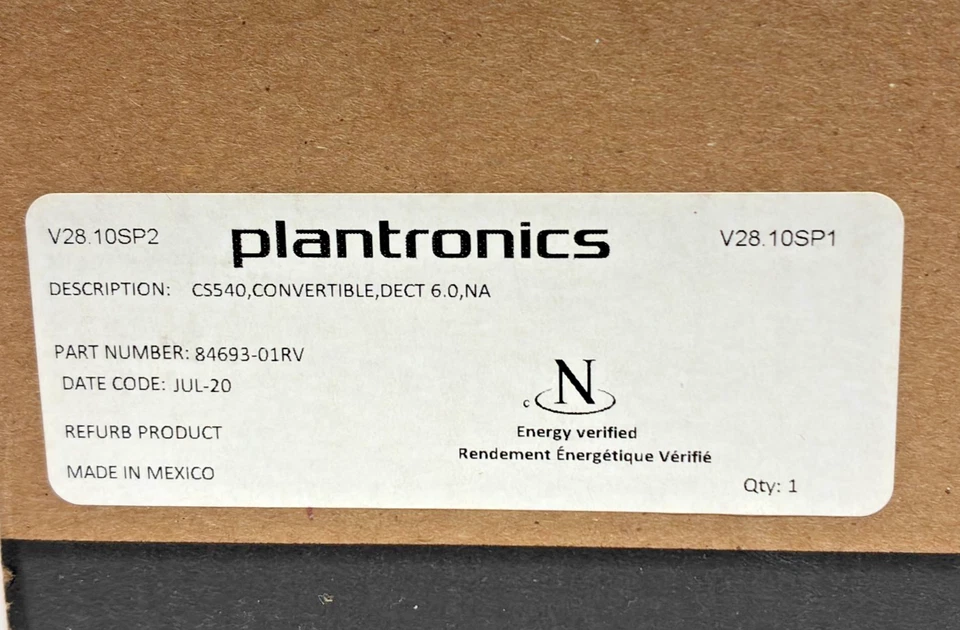 V28.10SP2 plantronics V28.10SP1
DESCRIPTION: CS540,CONVERTIBLE,DECT 6.0,NA
PART NUMBER: 84693-01RV
DATE CODE: JUL-20
REFURB PRODUCT
MADE IN MEXICO
c N
Energy verified
Rendement Énergétique Vérifié
Qty: 1